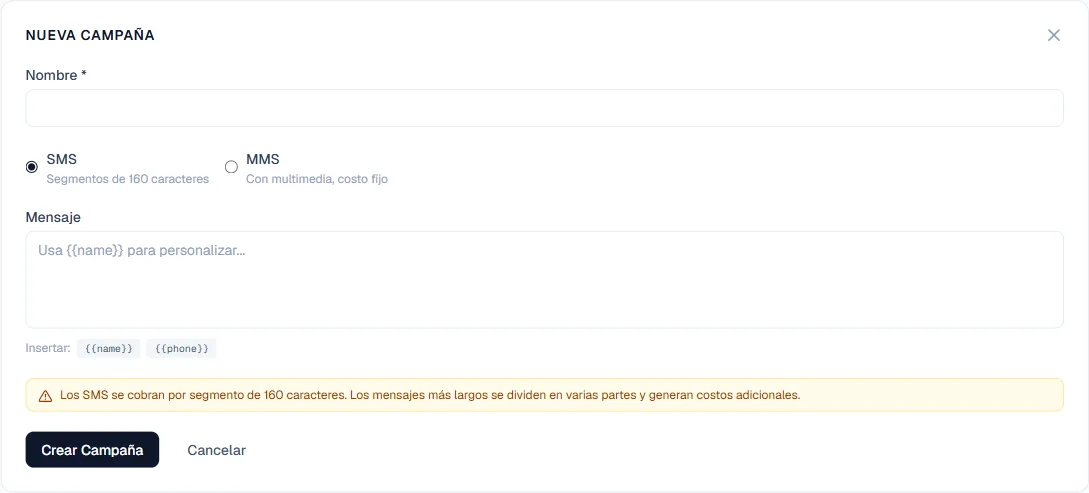 NUEVA CAMPAÑA
Nombre *
SMS
Segmentos de 160 caracteres
MMS
Con multimedia, costo fijo
Mensaje
Usa {{name}} para personalizar...
Insertar: {{name}} {{phone}}
Los SMS se cobran por segmento de 160 caracteres. Los mensajes más largos se dividen en varias partes y generan costos adicionales.
Crear Campaña Cancelar